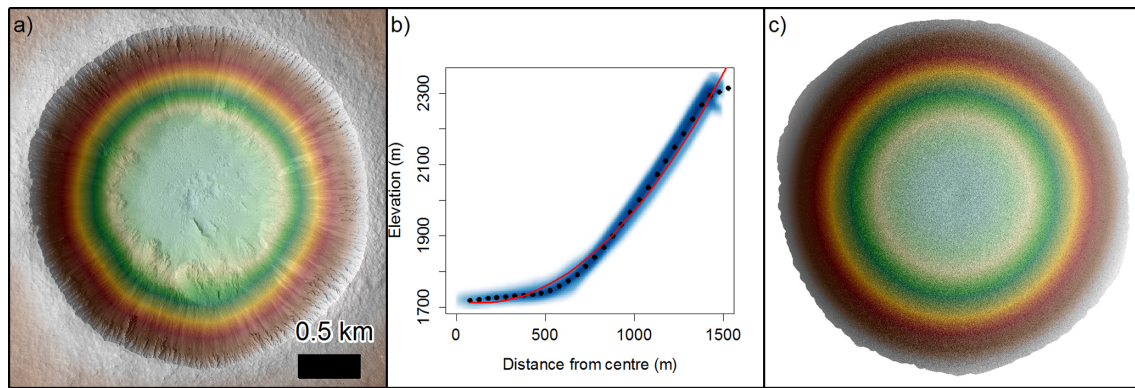 a)
0.5 km
b)
Elevation (m)
2300
2100
1900
1700
0
500
1000
1500
Distance from centre (m)
c)